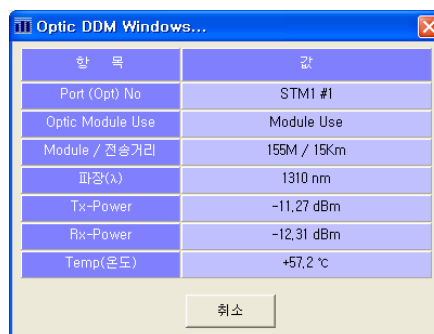 Optic DDM Windows...
항 목 값
Port (Opt) No STM1 #1
Optic Module Use Module Use
Module / 전송거리 155M / 15Km
파장(λ) 1310 nm
Tx-Power -11,27 dBm
Rx-Power -12,31 dBm
Temp(온도) +57,2 ℃
취소